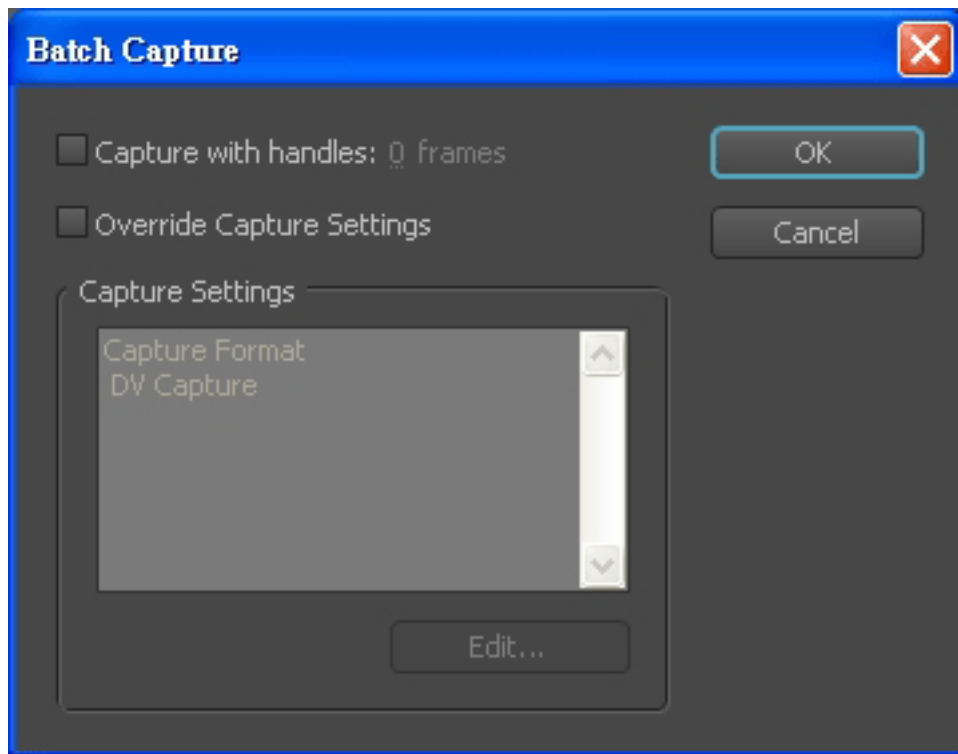 Batch Capture
Capture with handles: 0 frames
OK
Override Capture Settings
Cancel
Capture Settings
Capture Format
DV Capture
Edit...